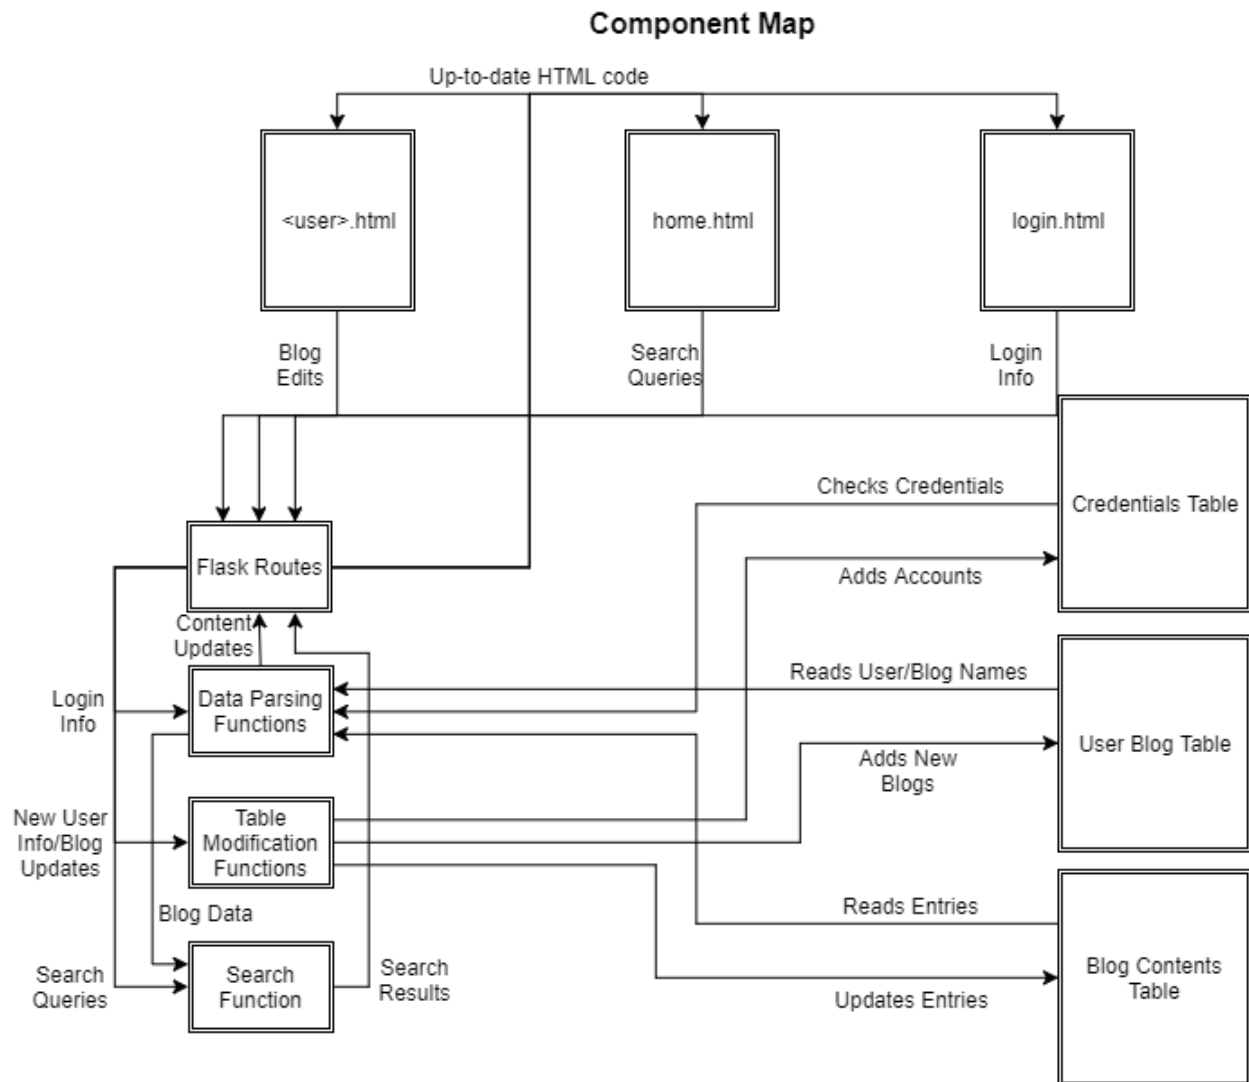 Component Map
Up-to-date HTML code
<user>.html
home.html
login.html
Blog
Edits
Search
Queries
Login
Info
Checks Credentials
Credentials Table
Flask Routes
Adds Accounts
Content
Updates
Reads User/Blog Names
Login
Info
Data Parsing
Functions
User Blog Table
Adds New
Blogs
New User
Info/Blog
Updates
Table
Modification
Functions
Blog Data
Reads Entries
Search
Queries
Search
Function
Search
Results
Blog Contents
Table
Updates Entries